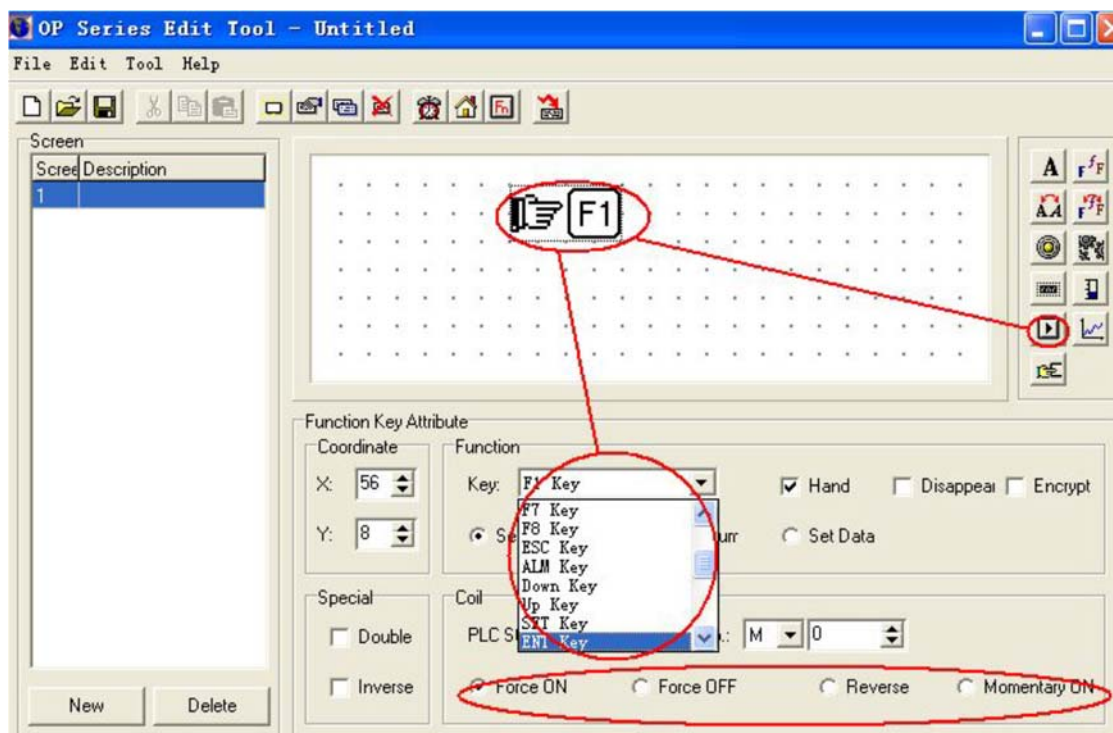 OP Series Edit Tool - Untitled
File Edit Tool Help
Screen
Scree Description
1
F1
A F f F
A A F F F
Function Key Attribute
Coordinate
Function
X: 56
Key: F1 Key
Hand
Disappear
Encrypt
F7 Key
F8 Key
ESC Key
ALM Key
Down Key
Up Key
SET Key
ENT Key
Y: 8
Set Data
Special
Coil
Double
PLC
M 0
Inverse
Force ON
Force OFF
Reverse
Momentary ON
New
Delete